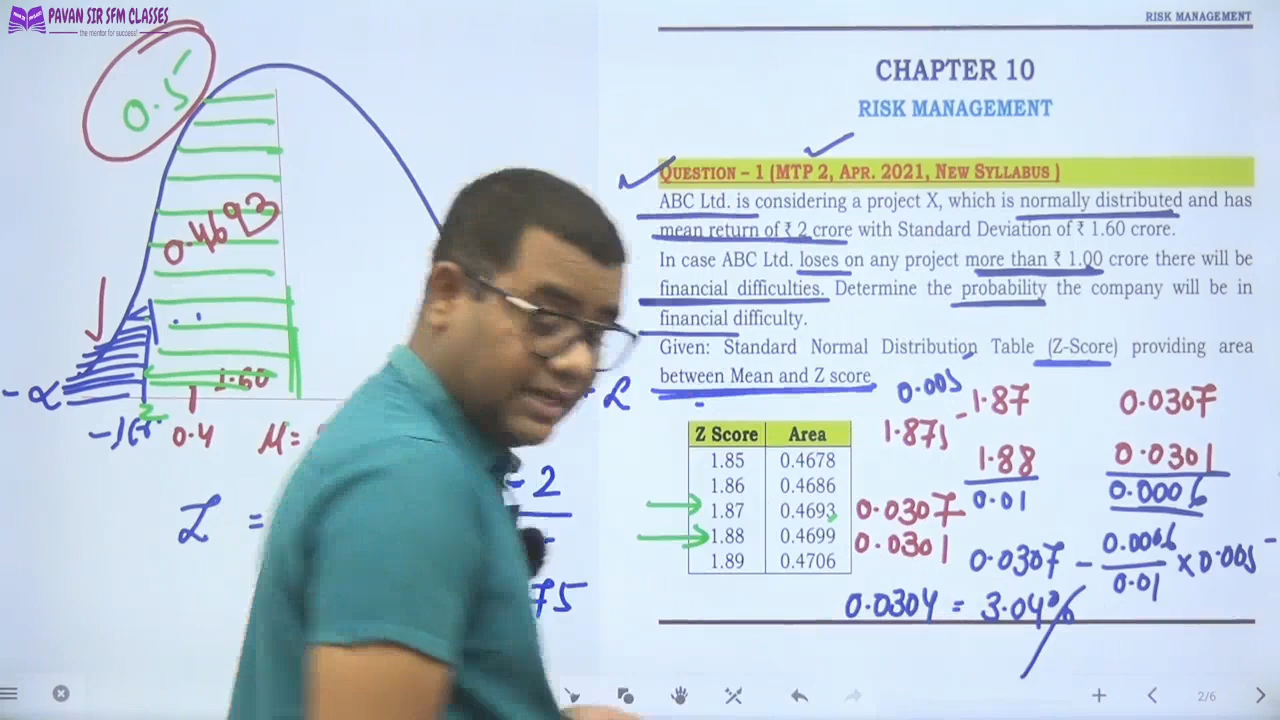 PAVAN SIR SFM CLASSES
the mentor for success!
RISK MANAGEMENT
CHAPTER 10
RISK MANAGEMENT
QUESTION – 1 (MTP 2, APR. 2021, NEW SYLLABUS )
ABC Ltd. is considering a project X, which is normally distributed and has
mean return of ₹ 2 crore with Standard Deviation of ₹ 1.60 crore.
In case ABC Ltd. loses on any project more than ₹ 1.00 crore there will be
financial difficulties. Determine the probability the company will be in
financial difficulty.
Given: Standard Normal Distribution Table (Z-Score) providing area
between Mean and Z score
Z Score Area
1.85 0.4678
1.86 0.4686
1.87 0.4693
1.88 0.4699
1.89 0.4706
0.005
1.875
- 1.87
1.88
0.01
0.0307
0.0301
0.0006
0.0307
0.0301
0.0307 - 0.0006 / 0.01 × 0.005 =
0.0304 = 3.04%
0.5
0.4693
1.60
0.4
μ =
Z =
- 2
75
2/6